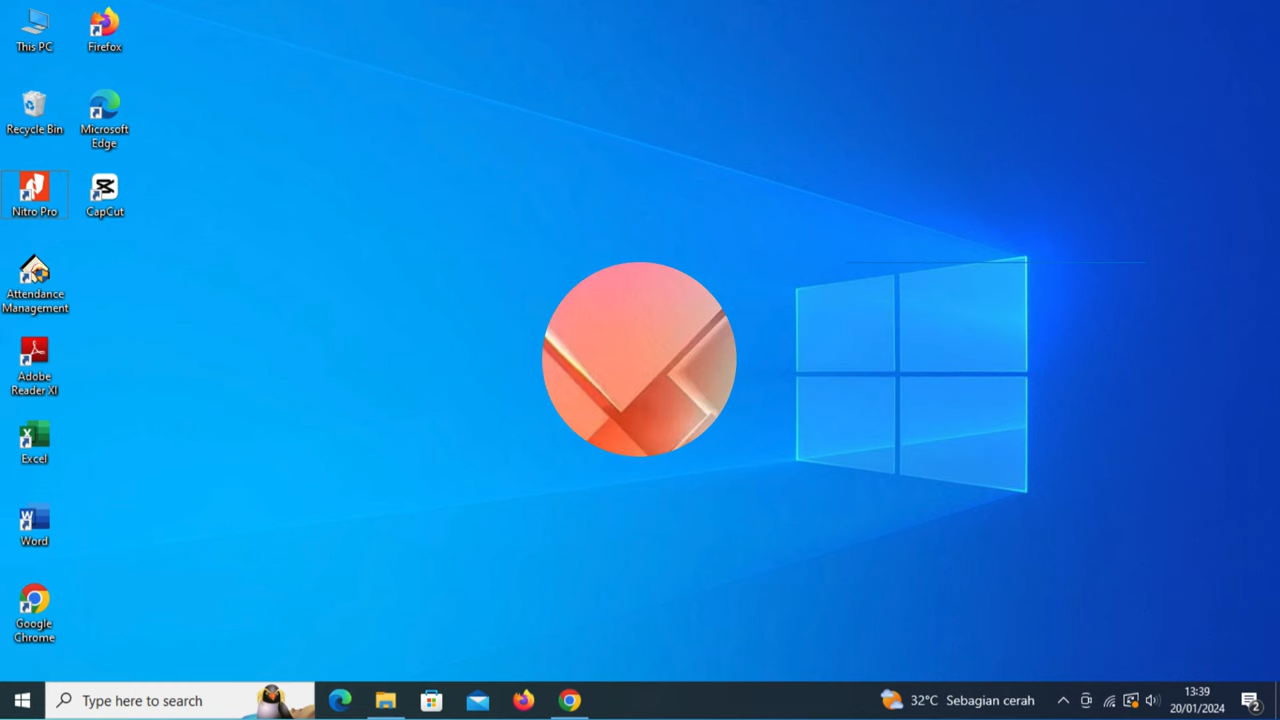 This PC
Firefox
Recycle Bin
Microsoft
Edge
Nitro Pro
CapCut
Attendance
Management
Adobe
Reader XI
Excel
Word
Google
Chrome
Type here to search
32°C Sebagian cerah
13:39
20/01/2024
2